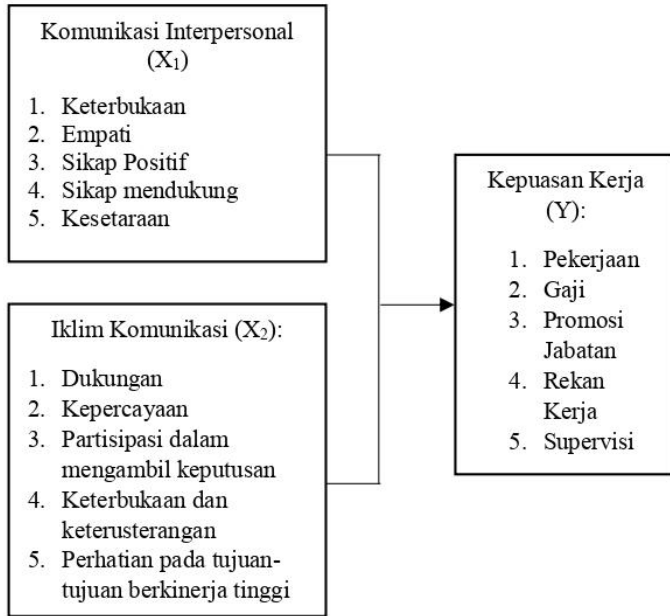 Komunikasi Interpersonal
(X₁)
1. Keterbukaan
2. Empati
3. Sikap Positif
4. Sikap mendukung
5. Kesetaraan
Iklim Komunikasi (X₂):
1. Dukungan
2. Kepercayaan
3. Partisipasi dalam
mengambil keputusan
4. Keterbukaan dan
keterusterangan
5. Perhatian pada tujuan-
tujuan berkinerja tinggi
Kepuasan Kerja
(Y):
1. Pekerjaan
2. Gaji
3. Promosi
Jabatan
4. Rekan
Kerja
5. Supervisi